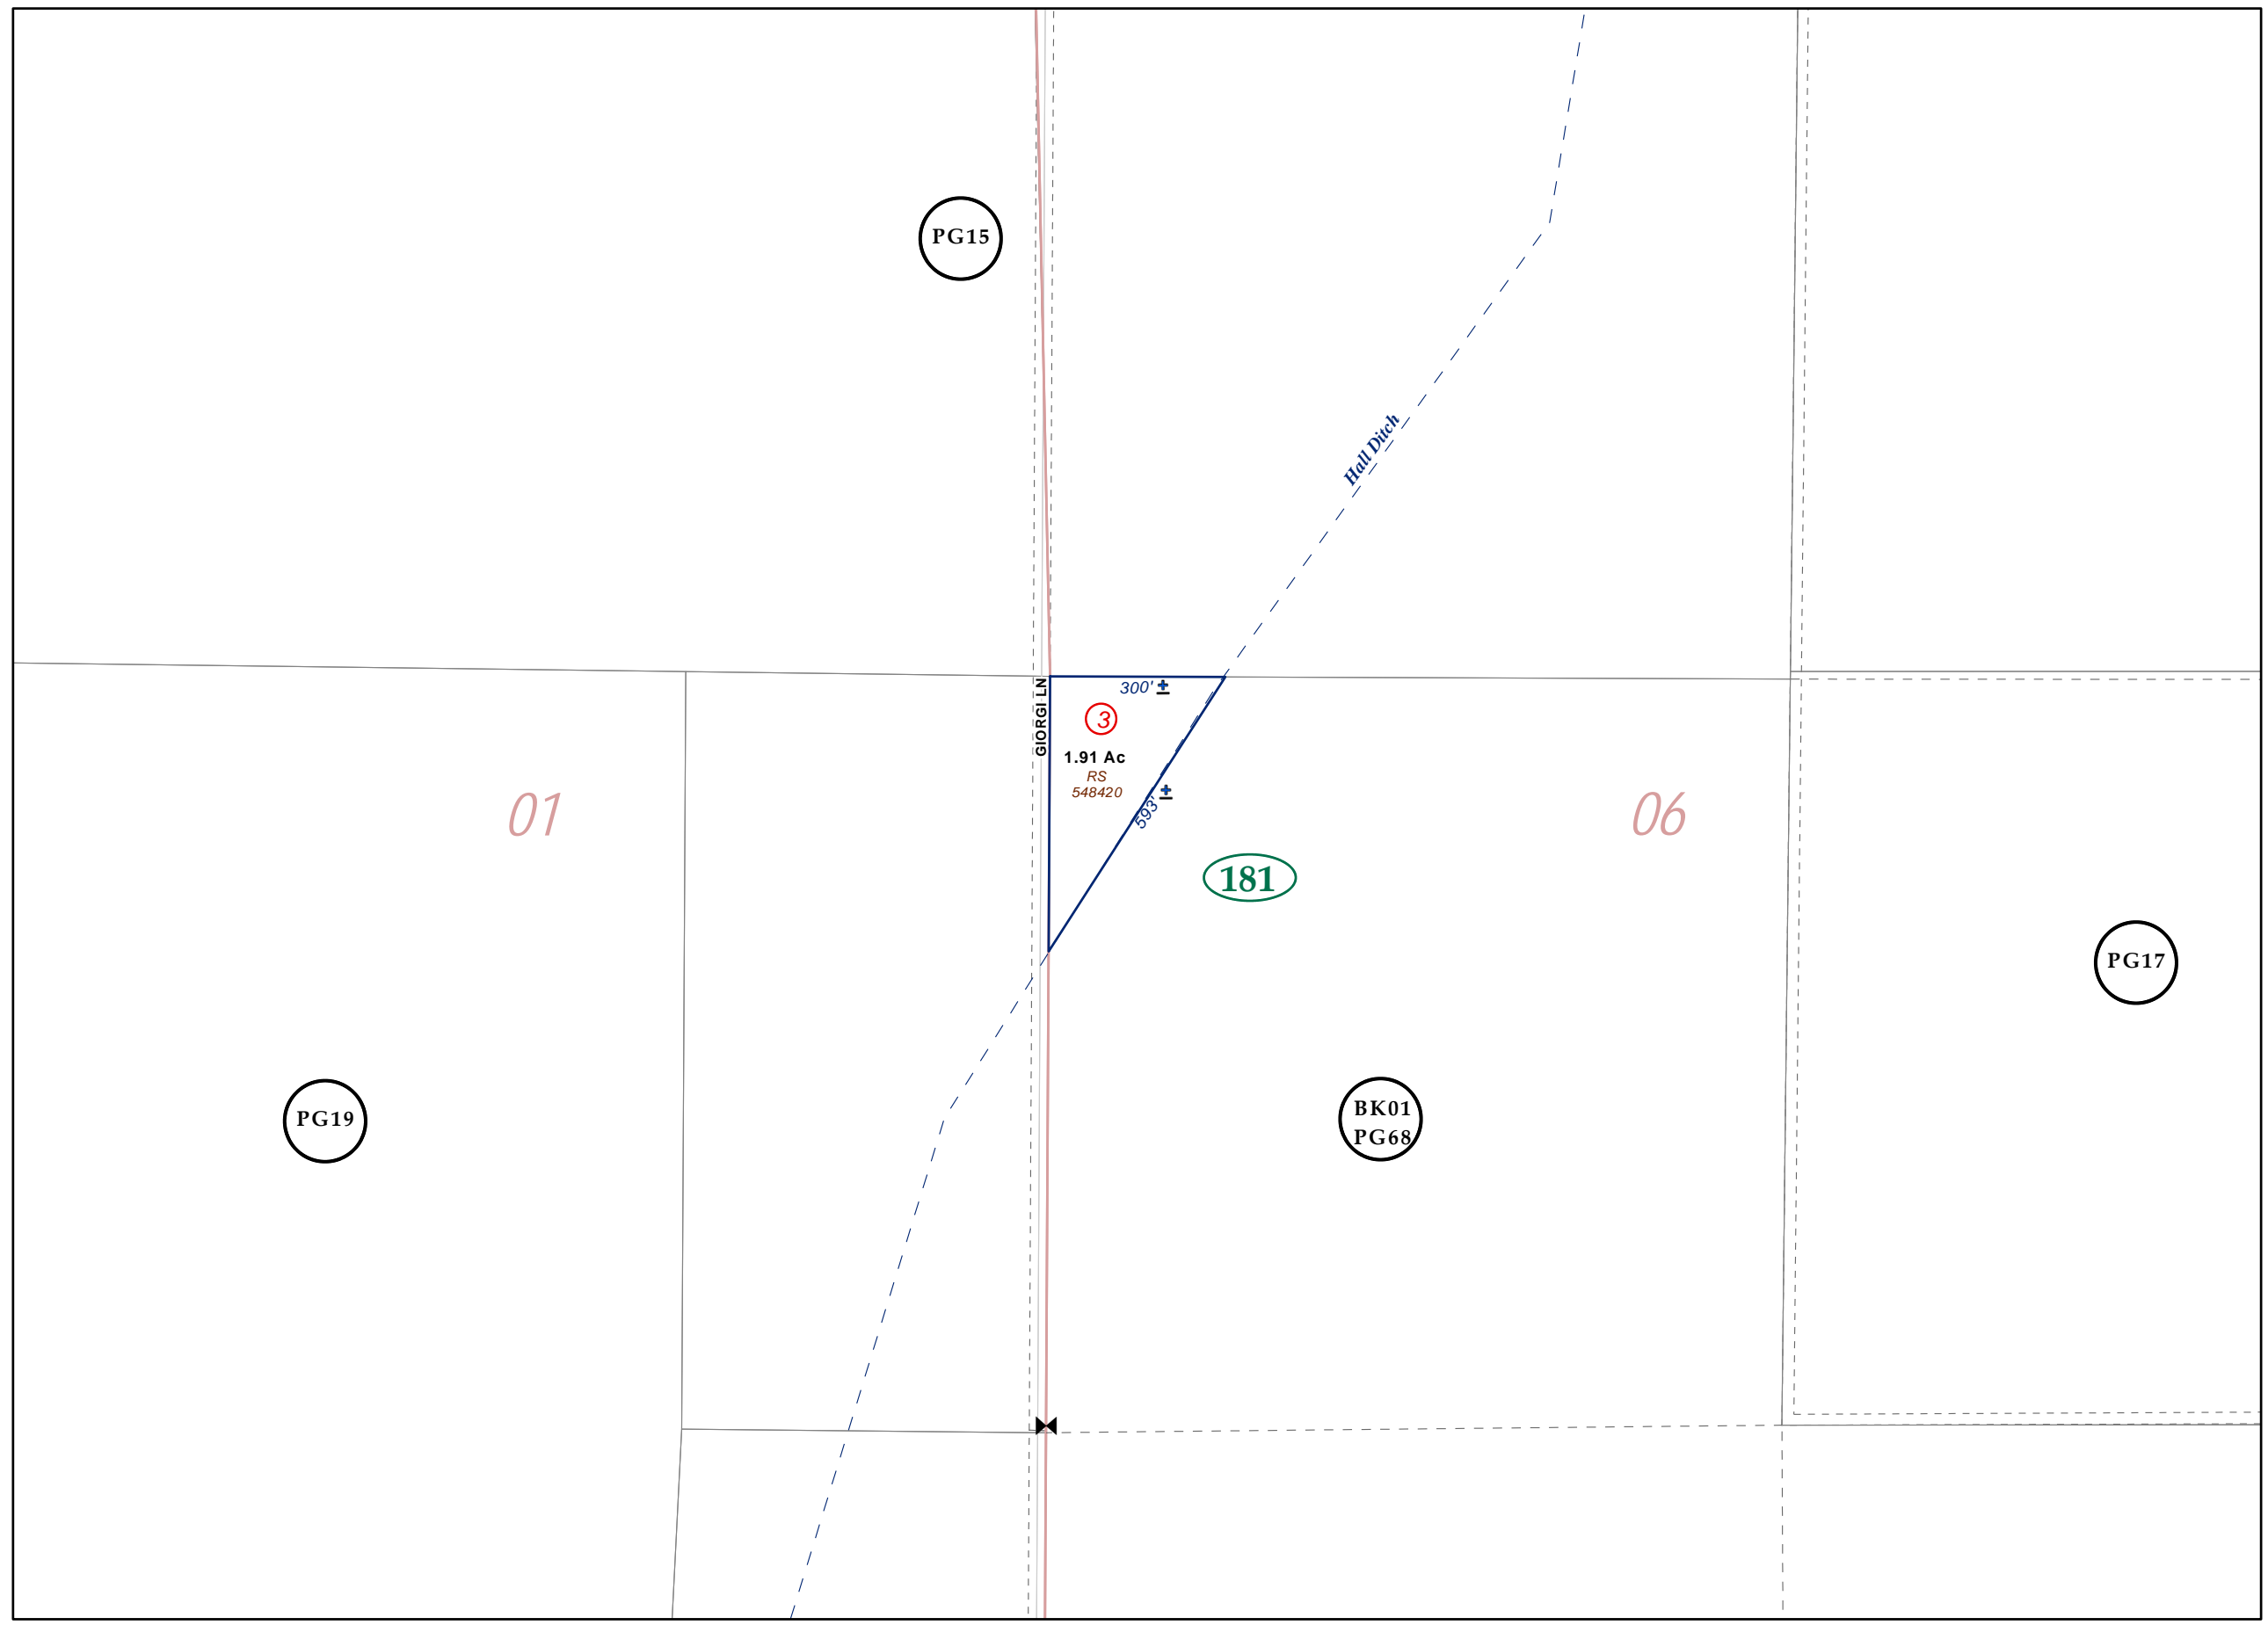 PG15
Hall Ditch
GIORGI LN
300' ±
3
1.91 Ac
RS
548420
593' ±
01
06
181
PG17
PG19
BK01
PG68